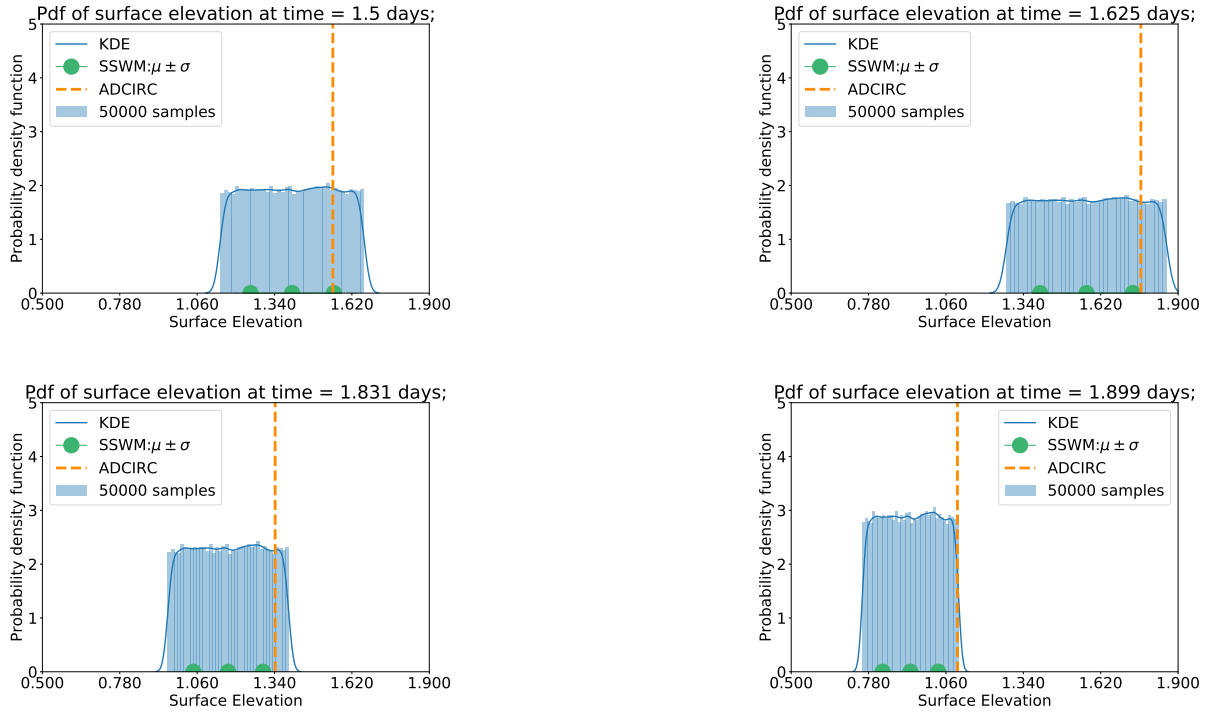 Pdf of surface elevation at time = 1.5 days;
5
4
3
2
1
0
Probability density function
KDE
SSWM:μ ± σ
ADCIRC
50000 samples
0.500 0.780 1.060 1.340 1.620 1.900
Surface Elevation
Pdf of surface elevation at time = 1.625 days;
5
4
3
2
1
0
Probability density function
KDE
SSWM:μ ± σ
ADCIRC
50000 samples
0.500 0.780 1.060 1.340 1.620 1.900
Surface Elevation
Pdf of surface elevation at time = 1.831 days;
5
4
3
2
1
0
Probability density function
KDE
SSWM:μ ± σ
ADCIRC
50000 samples
0.500 0.780 1.060 1.340 1.620 1.900
Surface Elevation
Pdf of surface elevation at time = 1.899 days;
5
4
3
2
1
0
Probability density function
KDE
SSWM:μ ± σ
ADCIRC
50000 samples
0.500 0.780 1.060 1.340 1.620 1.900
Surface Elevation